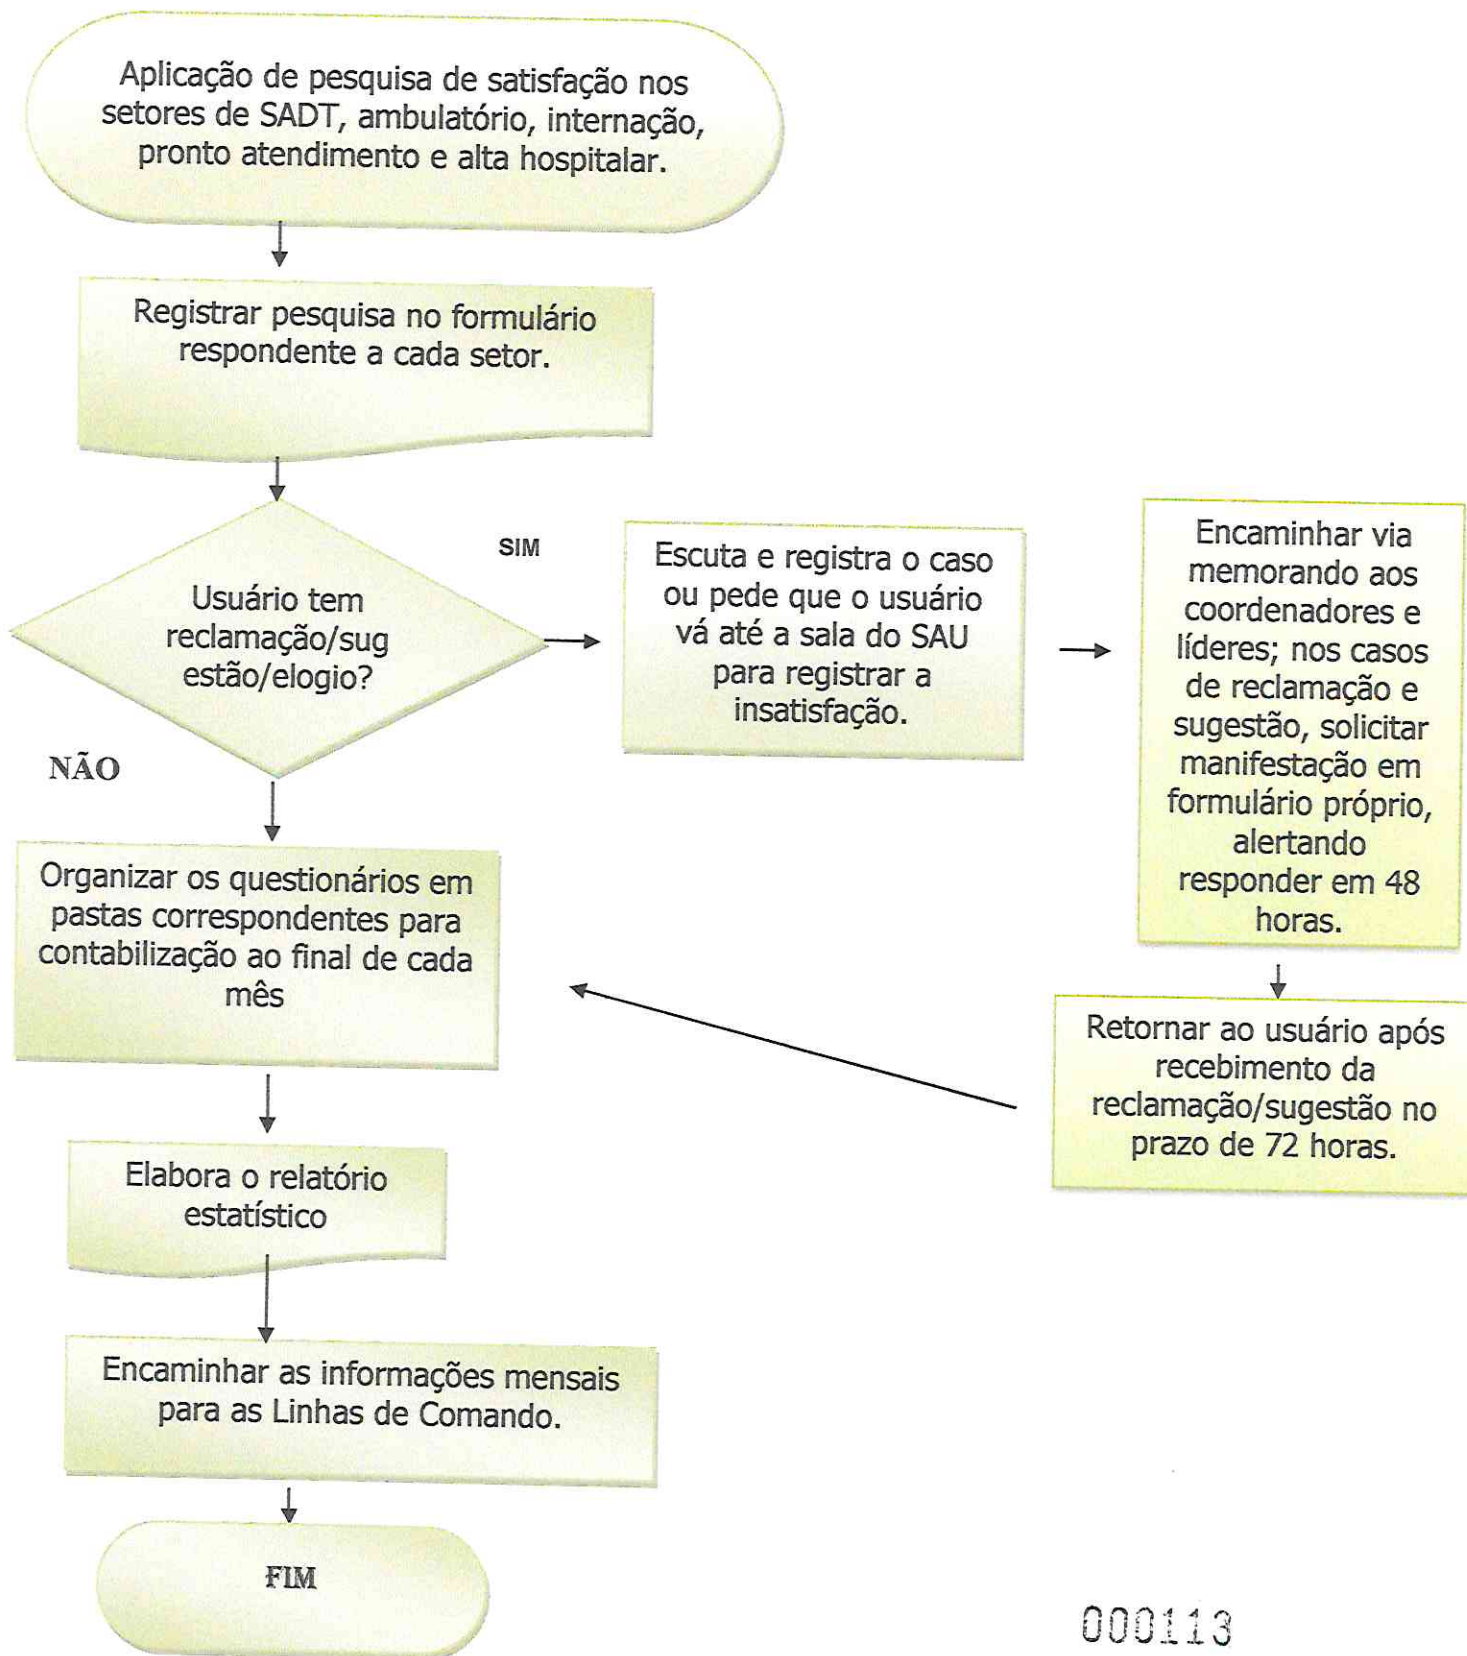 Aplicação de pesquisa de satisfação nos
setores de SADT, ambulatório, internação,
pronto atendimento e alta hospitalar.
Registrar pesquisa no formulário
respondente a cada setor.
Usuário tem
reclamação/sug
estão/elogio?
SIM
Escuta e registra o caso
ou pede que o usuário
vá até a sala do SAU
para registrar a
insatisfação.
Encaminhar via
memorando aos
coordenadores e
líderes; nos casos
de reclamação e
sugestão, solicitar
manifestação em
formulário próprio,
alertando
responder em 48
horas.
Retornar ao usuário após
recebimento da
reclamação/sugestão no
prazo de 72 horas.
NÃO
Organizar os questionários em
pastas correspondentes para
contabilização ao final de cada
mês
Elabora o relatório
estatístico
Encaminhar as informações mensais
para as Linhas de Comando.
FIM
000113